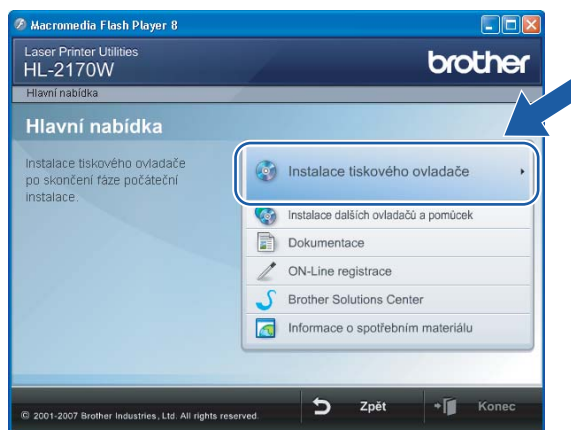 Macromedia Flash Player 8
Laser Printer Utilities
HL-2170W
brother
Hlavní nabídka
Hlavní nabídka
Instalace tiskového ovladače
po skončení fáze počáteční
instalace.
Instalace tiskového ovladače
Instalace dalších ovladačů a pomůcek
Dokumentace
ON-Line registrace
Brother Solutions Center
Informace o spotřebním materiálu
© 2001-2007 Brother Industries, Ltd. All rights reserved.
Zpět
Konec